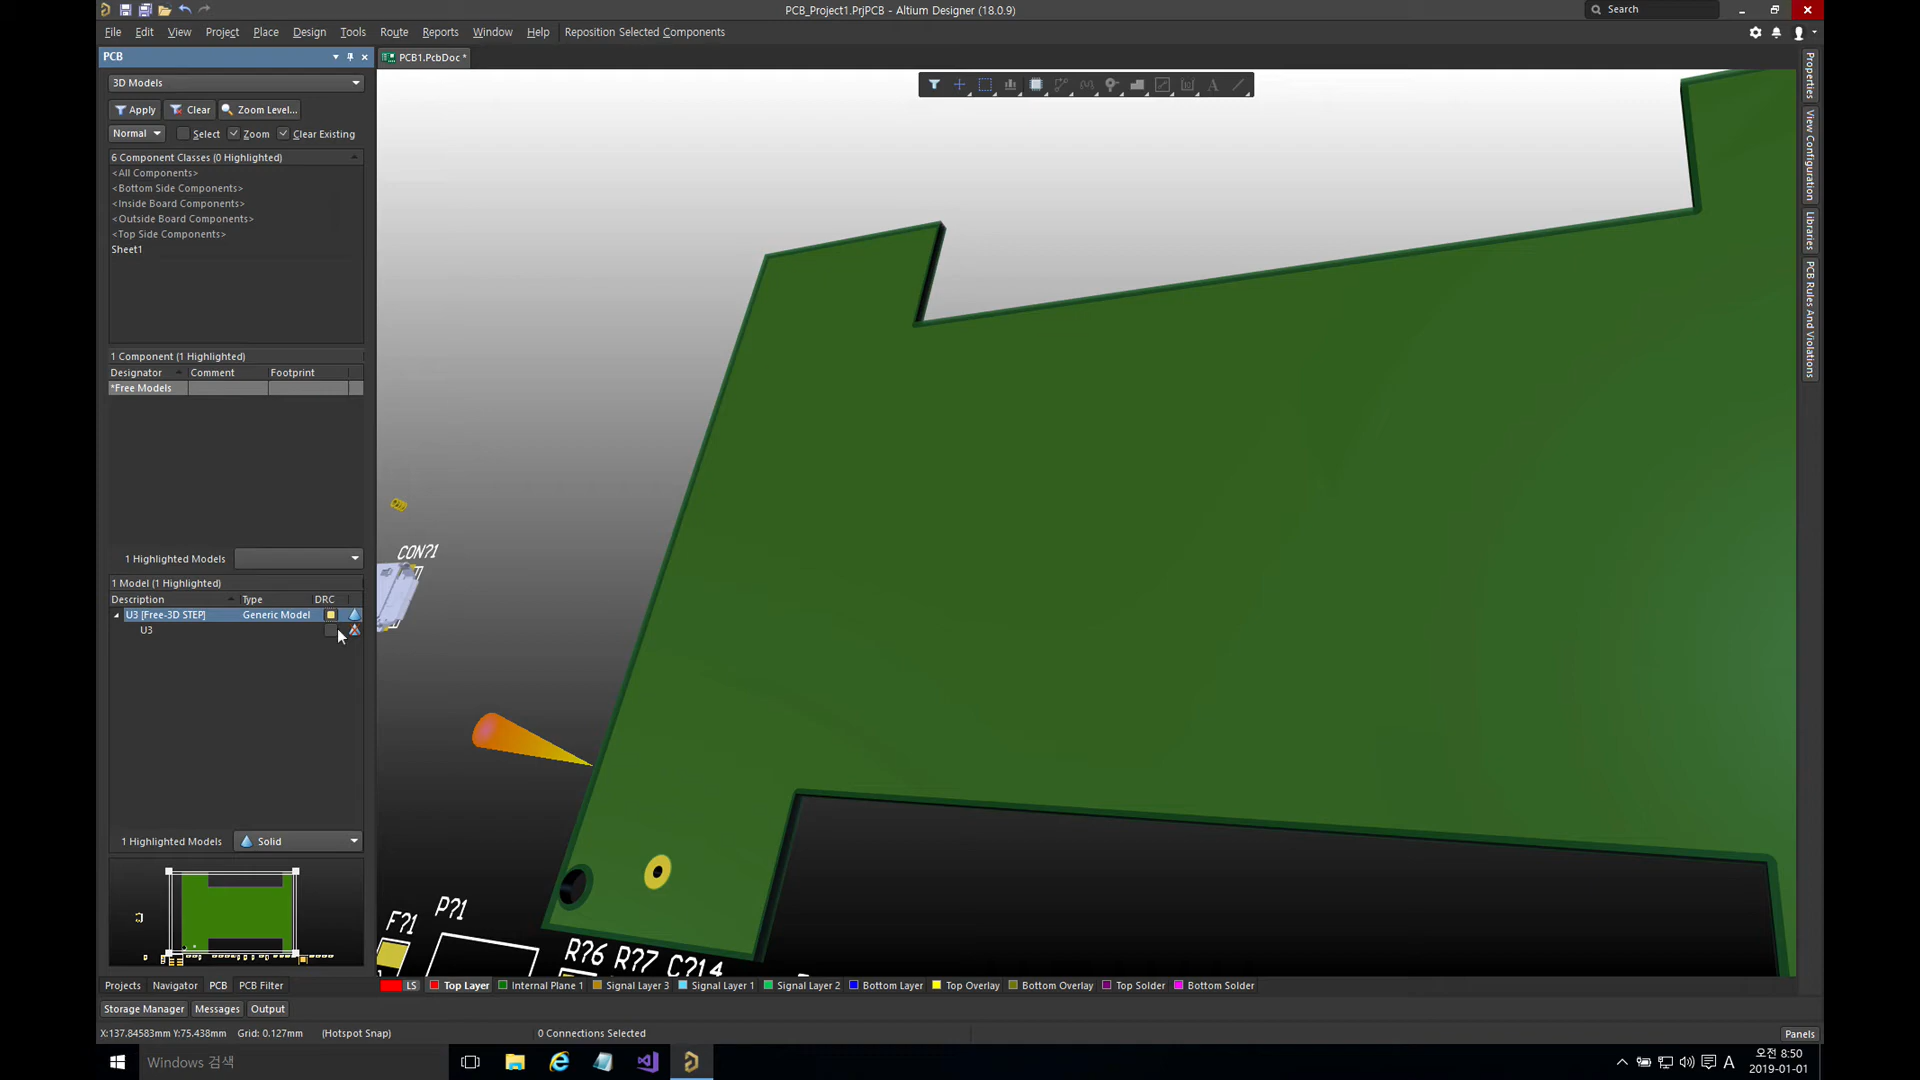 PCB_Project1.PrjPCB - Altium Designer (18.0.9)
Search
File Edit View Project Place Design Tools Route Reports Window Help Reposition Selected Components
PCB
PCB1.PcbDoc *
3D Models
Apply Clear Zoom Level...
Normal Select Zoom Clear Existing
6 Component Classes (0 Highlighted)
<All Components>
<Bottom Side Components>
<Inside Board Components>
<Outside Board Components>
<Top Side Components>
Sheet1
1 Component (1 Highlighted)
Designator Comment Footprint
*Free Models
1 Highlighted Models
1 Model (1 Highlighted)
Description Type DRC
U3 [Free-3D STEP] Generic Model
U3
1 Highlighted Models Solid
CON?1
F?1
P?1
R?6 R?7 C?14
Properties
View Configuration
Libraries
PCB Rules And Violations
Projects Navigator PCB PCB Filter
LS Top Layer Internal Plane 1 Signal Layer 3 Signal Layer 1 Signal Layer 2 Bottom Layer Top Overlay Bottom Overlay Top Solder Bottom Solder
Storage Manager Messages Output
X:137.84583mm Y:75.438mm Grid: 0.127mm (Hotspot Snap) 0 Connections Selected Panels
Windows 검색
A
오전 8:50
2019-01-01